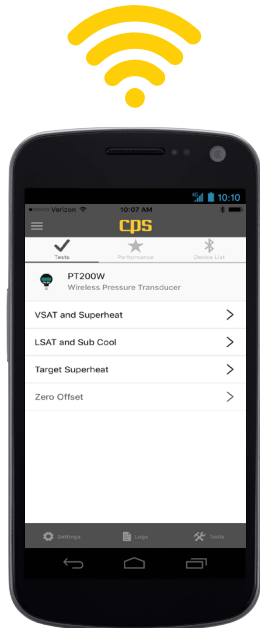 4G 10:10
Verizon 10:07 AM
cps
Tests Performance Device List
PT200W
Wireless Pressure Transducer
VSAT and Superheat
LSAT and Sub Cool
Target Superheat
Zero Offset
Settings Logs Tools